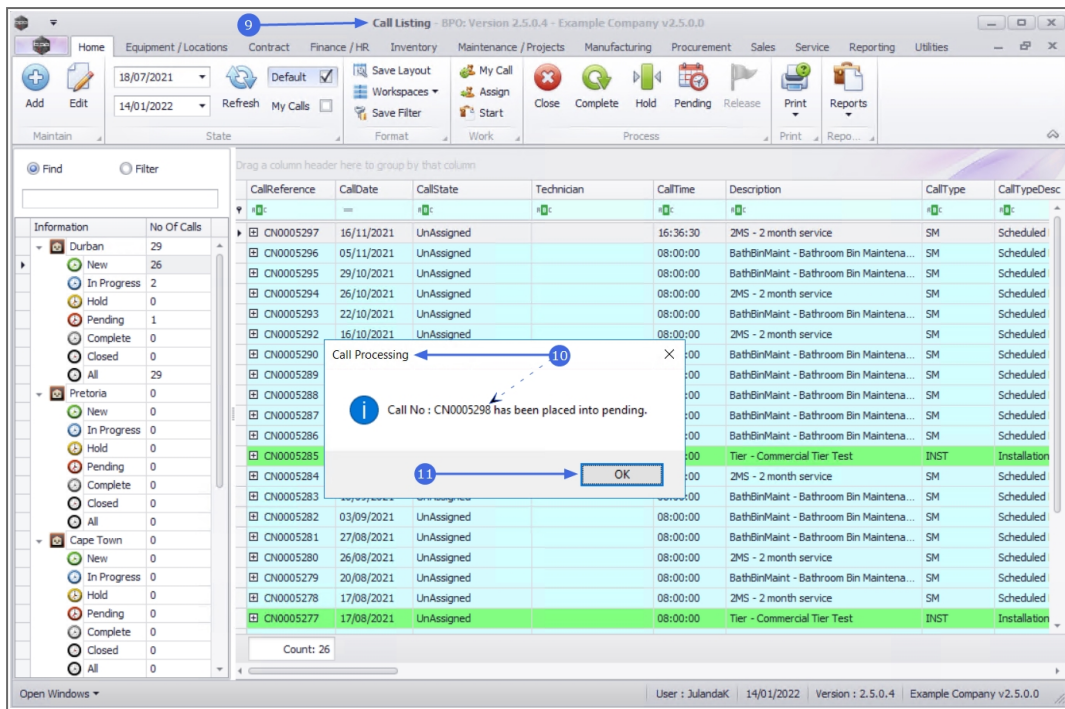 9
Call Listing - BPO: Version 2.5.0.4 - Example Company v2.5.0.0
Home Equipment / Locations Contract Finance / HR Inventory Maintenance / Projects Manufacturing Procurement Sales Service Reporting Utilities
Add Edit 18/07/2021 14/01/2022 Refresh Default My Calls Save Layout Workspaces Save Filter My Call Assign Start Close Complete Hold Pending Release Print Reports
Maintain State Format Work Process Print Repo...
Find Filter
Drag a column header here to group by that column
CallReference CallDate CallState Technician CallTime Description CallType CallTypeDesc
Information No Of Calls
Durban 29
New 26
In Progress 2
Hold 0
Pending 1
Complete 0
Closed 0
All 29
Pretoria 0
New 0
In Progress 0
Hold 0
Pending 0
Complete 0
Closed 0
All 0
Cape Town 0
New 0
In Progress 0
Hold 0
Pending 0
Complete 0
Closed 0
All 0
CN0005297 16/11/2021 UnAssigned 16:36:30 2MS - 2 month service SM Scheduled
CN0005296 05/11/2021 UnAssigned 08:00:00 BathBinMaint - Bathroom Bin Maintena... SM Scheduled
CN0005295 29/10/2021 UnAssigned 08:00:00 BathBinMaint - Bathroom Bin Maintena... SM Scheduled
CN0005294 26/10/2021 UnAssigned 08:00:00 2MS - 2 month service SM Scheduled
CN0005293 22/10/2021 UnAssigned 08:00:00 BathBinMaint - Bathroom Bin Maintena... SM Scheduled
CN0005292 16/10/2021 UnAssigned 08:00:00 2MS - 2 month service SM Scheduled
CN0005290 :00 BathBinMaint - Bathroom Bin Maintena... SM Scheduled
CN0005289 :00 BathBinMaint - Bathroom Bin Maintena... SM Scheduled
CN0005288 :00 BathBinMaint - Bathroom Bin Maintena... SM Scheduled
CN0005287 :00 BathBinMaint - Bathroom Bin Maintena... SM Scheduled
CN0005286 :00 BathBinMaint - Bathroom Bin Maintena... SM Scheduled
CN0005285 :00 Tier - Commercial Tier Test INST Installation
CN0005284 :00 2MS - 2 month service SM Scheduled
CN0005283 BathBinMaint - Bathroom Bin Maintena... SM Scheduled
CN0005282 03/09/2021 UnAssigned 08:00:00 BathBinMaint - Bathroom Bin Maintena... SM Scheduled
CN0005281 27/08/2021 UnAssigned 08:00:00 BathBinMaint - Bathroom Bin Maintena... SM Scheduled
CN0005280 26/08/2021 UnAssigned 08:00:00 2MS - 2 month service SM Scheduled
CN0005279 20/08/2021 UnAssigned 08:00:00 BathBinMaint - Bathroom Bin Maintena... SM Scheduled
CN0005278 17/08/2021 UnAssigned 08:00:00 2MS - 2 month service SM Scheduled
CN0005277 17/08/2021 UnAssigned 08:00:00 Tier - Commercial Tier Test INST Installation
Count: 26
Call Processing
10
Call No : CN0005298 has been placed into pending.
11
OK
Open Windows User : JulandaK 14/01/2022 Version : 2.5.0.4 Example Company v2.5.0.0